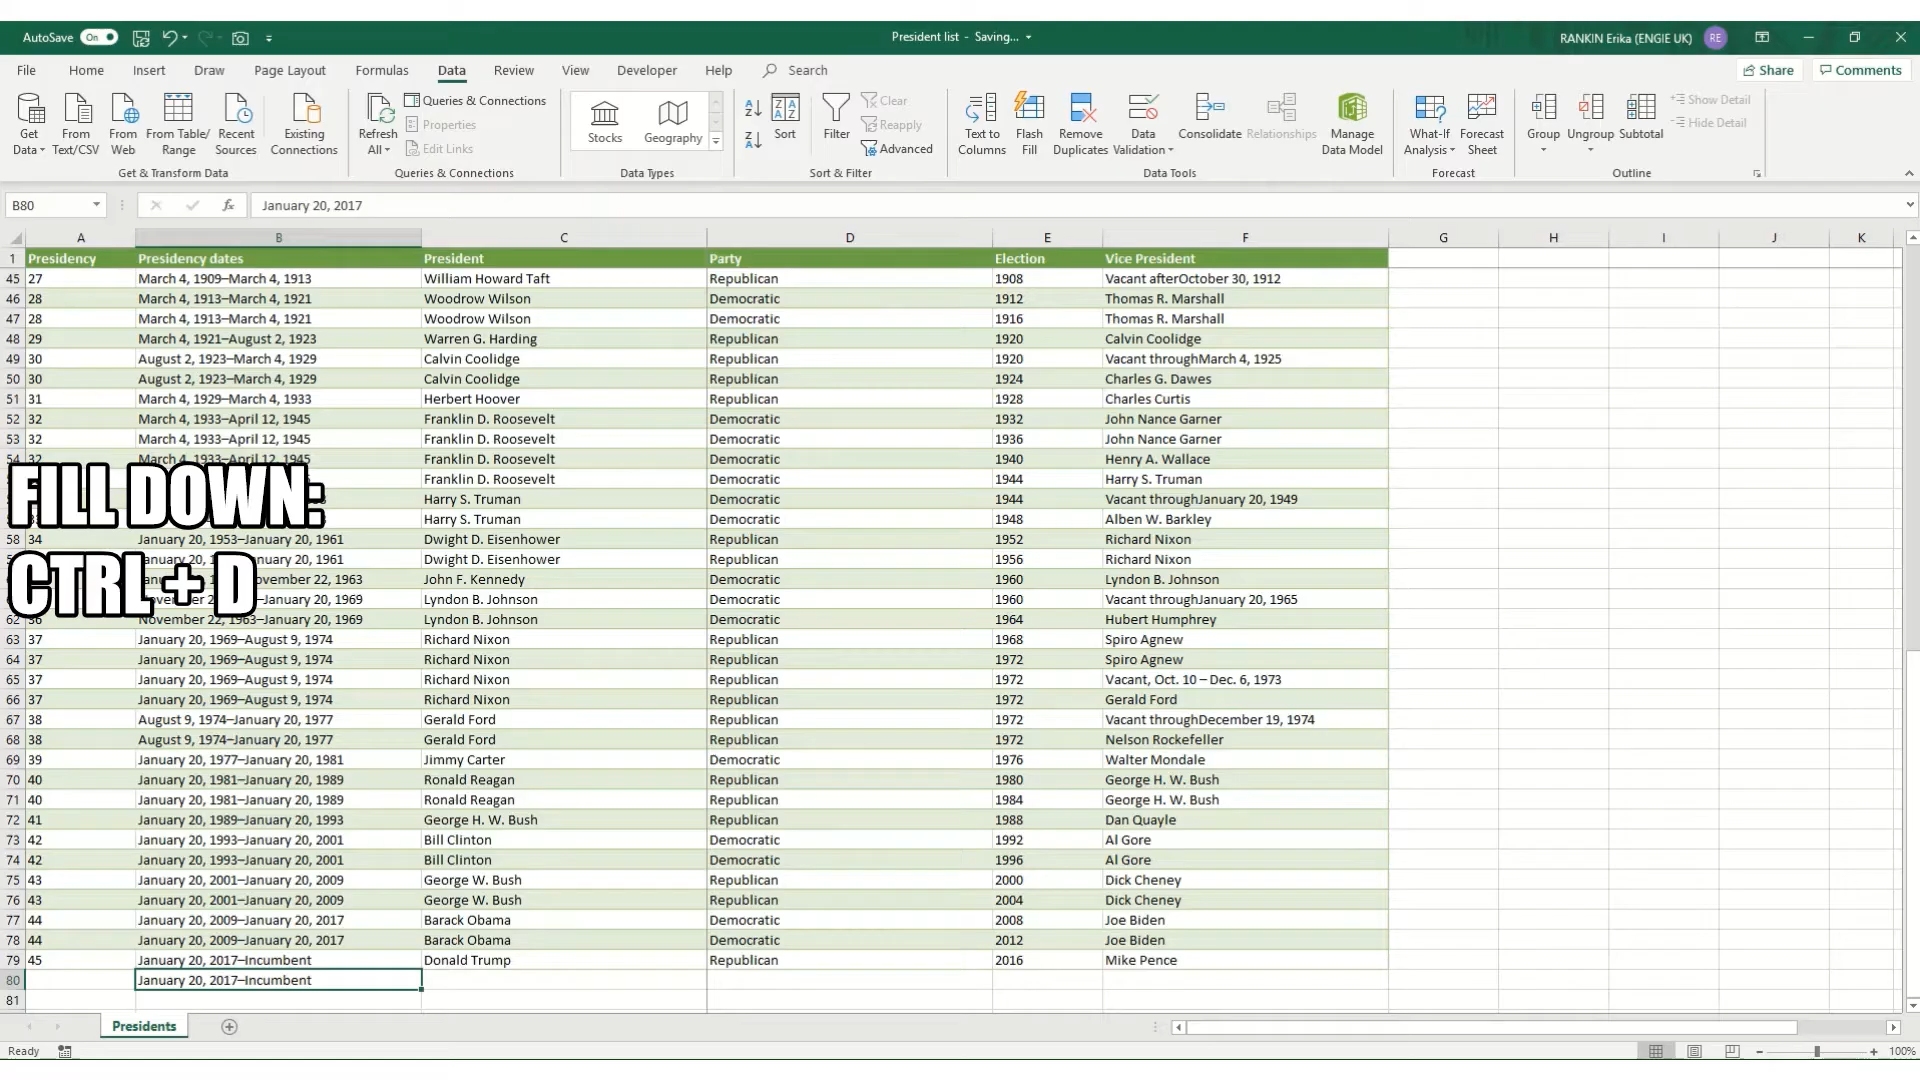 AutoSave On
President list - Saving...
RANKIN Erika (ENGIE UK) RE
File Home Insert Draw Page Layout Formulas Data Review View Developer Help Search
Share Comments
Get Data
From Text/CSV
From Web
From Table/ Range
Recent Sources
Existing Connections
Get & Transform Data
Refresh All
Queries & Connections
Properties
Edit Links
Queries & Connections
Stocks Geography
Data Types
Sort
Filter
Clear
Reapply
Advanced
Sort & Filter
Text to Columns
Flash Fill
Remove Duplicates
Data Validation
Consolidate
Relationships
Manage Data Model
Data Tools
What-If Analysis
Forecast Sheet
Forecast
Group
Ungroup
Subtotal
Show Detail
Hide Detail
Outline
B80 fx January 20, 2017
A B C D E F G H I J K
1 Presidency Presidency dates President Party Election Vice President
45 27 March 4, 1909–March 4, 1913 William Howard Taft Republican 1908 Vacant afterOctober 30, 1912
46 28 March 4, 1913–March 4, 1921 Woodrow Wilson Democratic 1912 Thomas R. Marshall
47 28 March 4, 1913–March 4, 1921 Woodrow Wilson Democratic 1916 Thomas R. Marshall
48 29 March 4, 1921–August 2, 1923 Warren G. Harding Republican 1920 Calvin Coolidge
49 30 August 2, 1923–March 4, 1929 Calvin Coolidge Republican 1920 Vacant throughMarch 4, 1925
50 30 August 2, 1923–March 4, 1929 Calvin Coolidge Republican 1924 Charles G. Dawes
51 31 March 4, 1929–March 4, 1933 Herbert Hoover Republican 1928 Charles Curtis
52 32 March 4, 1933–April 12, 1945 Franklin D. Roosevelt Democratic 1932 John Nance Garner
53 32 March 4, 1933–April 12, 1945 Franklin D. Roosevelt Democratic 1936 John Nance Garner
54 32 March 4, 1933–April 12, 1945 Franklin D. Roosevelt Democratic 1940 Henry A. Wallace
Franklin D. Roosevelt Democratic 1944 Harry S. Truman
FILL DOWN:
Harry S. Truman Democratic 1944 Vacant throughJanuary 20, 1949
Harry S. Truman Democratic 1948 Alben W. Barkley
58 34 January 20, 1953–January 20, 1961 Dwight D. Eisenhower Republican 1952 Richard Nixon
January 20, 1961 Dwight D. Eisenhower Republican 1956 Richard Nixon
CTRL + D
November 22, 1963 John F. Kennedy Democratic 1960 Lyndon B. Johnson
January 20, 1969 Lyndon B. Johnson Democratic 1960 Vacant throughJanuary 20, 1965
62 36 November 22, 1963–January 20, 1969 Lyndon B. Johnson Democratic 1964 Hubert Humphrey
63 37 January 20, 1969–August 9, 1974 Richard Nixon Republican 1968 Spiro Agnew
64 37 January 20, 1969–August 9, 1974 Richard Nixon Republican 1972 Spiro Agnew
65 37 January 20, 1969–August 9, 1974 Richard Nixon Republican 1972 Vacant, Oct. 10 – Dec. 6, 1973
66 37 January 20, 1969–August 9, 1974 Richard Nixon Republican 1972 Gerald Ford
67 38 August 9, 1974–January 20, 1977 Gerald Ford Republican 1972 Vacant throughDecember 19, 1974
68 38 August 9, 1974–January 20, 1977 Gerald Ford Republican 1972 Nelson Rockefeller
69 39 January 20, 1977–January 20, 1981 Jimmy Carter Democratic 1976 Walter Mondale
70 40 January 20, 1981–January 20, 1989 Ronald Reagan Republican 1980 George H. W. Bush
71 40 January 20, 1981–January 20, 1989 Ronald Reagan Republican 1984 George H. W. Bush
72 41 January 20, 1989–January 20, 1993 George H. W. Bush Republican 1988 Dan Quayle
73 42 January 20, 1993–January 20, 2001 Bill Clinton Democratic 1992 Al Gore
74 42 January 20, 1993–January 20, 2001 Bill Clinton Democratic 1996 Al Gore
75 43 January 20, 2001–January 20, 2009 George W. Bush Republican 2000 Dick Cheney
76 43 January 20, 2001–January 20, 2009 George W. Bush Republican 2004 Dick Cheney
77 44 January 20, 2009–January 20, 2017 Barack Obama Democratic 2008 Joe Biden
78 44 January 20, 2009–January 20, 2017 Barack Obama Democratic 2012 Joe Biden
79 45 January 20, 2017–Incumbent Donald Trump Republican 2016 Mike Pence
80 January 20, 2017–Incumbent
81
Presidents
Ready
100%